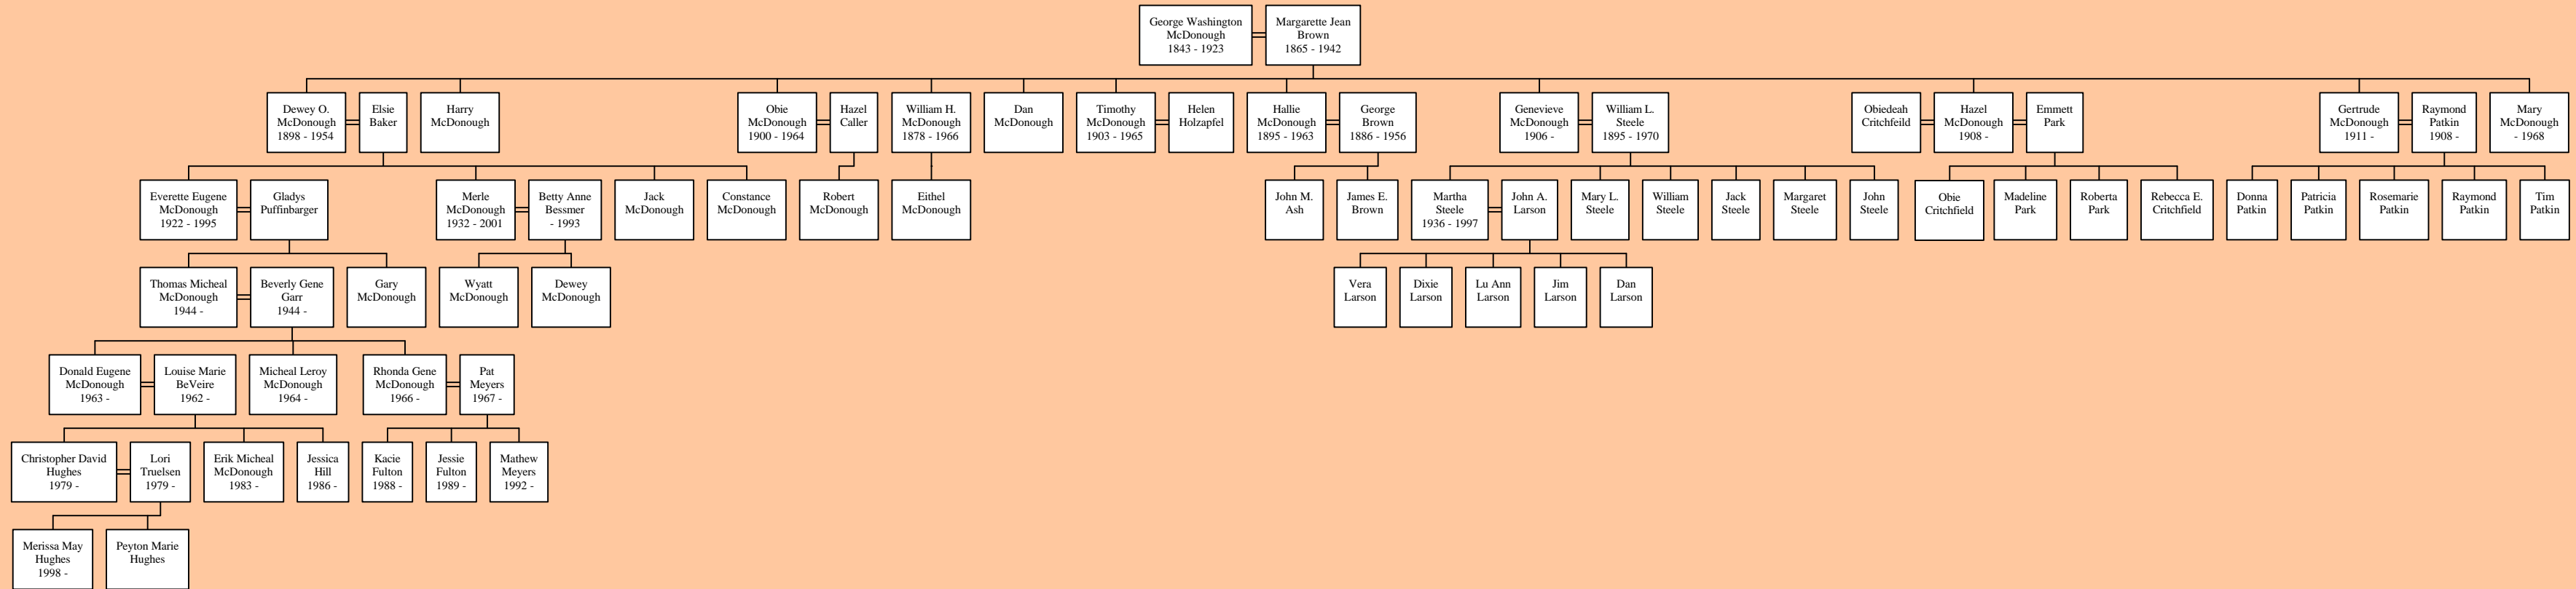 George Washington
McDonough
1843 - 1923
Margarette Jean
Brown
1865 - 1942
Dewey O.
McDonough
1898 - 1954
Elsie
Baker
Harry
McDonough
Obie
McDonough
1900 - 1964
Hazel
Caller
William H.
McDonough
1878 - 1966
Dan
McDonough
Timothy
McDonough
1903 - 1965
Helen
Holzapfel
Hallie
McDonough
1895 - 1963
George
Brown
1886 - 1956
Genevieve
McDonough
1906 -
William L.
Steele
1895 - 1970
Obiedeah
Critchfeild
Hazel
McDonough
1908 -
Emmett
Park
Gertrude
McDonough
1911 -
Raymond
Patkin
1908 -
Mary
McDonough
- 1968
Everette Eugene
McDonough
1922 - 1995
Gladys
Puffinbarger
Merle
McDonough
1932 - 2001
Betty Anne
Bessmer
- 1993
Jack
McDonough
Constance
McDonough
Robert
McDonough
Eithel
McDonough
John M.
Ash
James E.
Brown
Martha
Steele
1936 - 1997
John A.
Larson
Mary L.
Steele
William
Steele
Jack
Steele
Margaret
Steele
John
Steele
Obie
Critchfield
Madeline
Park
Roberta
Park
Rebecca E.
Critchfield
Donna
Patkin
Patricia
Patkin
Rosemarie
Patkin
Raymond
Patkin
Tim
Patkin
Thomas Micheal
McDonough
1944 -
Beverly Gene
Garr
1944 -
Gary
McDonough
Wyatt
McDonough
Dewey
McDonough
Vera
Larson
Dixie
Larson
Lu Ann
Larson
Jim
Larson
Dan
Larson
Donald Eugene
McDonough
1963 -
Louise Marie
BeVeire
1962 -
Micheal Leroy
McDonough
1964 -
Rhonda Gene
McDonough
1966 -
Pat
Meyers
1967 -
Christopher David
Hughes
1979 -
Lori
Truelsen
1979 -
Erik Micheal
McDonough
1983 -
Jessica
Hill
1986 -
Kacie
Fulton
1988 -
Jessie
Fulton
1989 -
Mathew
Meyers
1992 -
Merissa May
Hughes
1998 -
Peyton Marie
Hughes